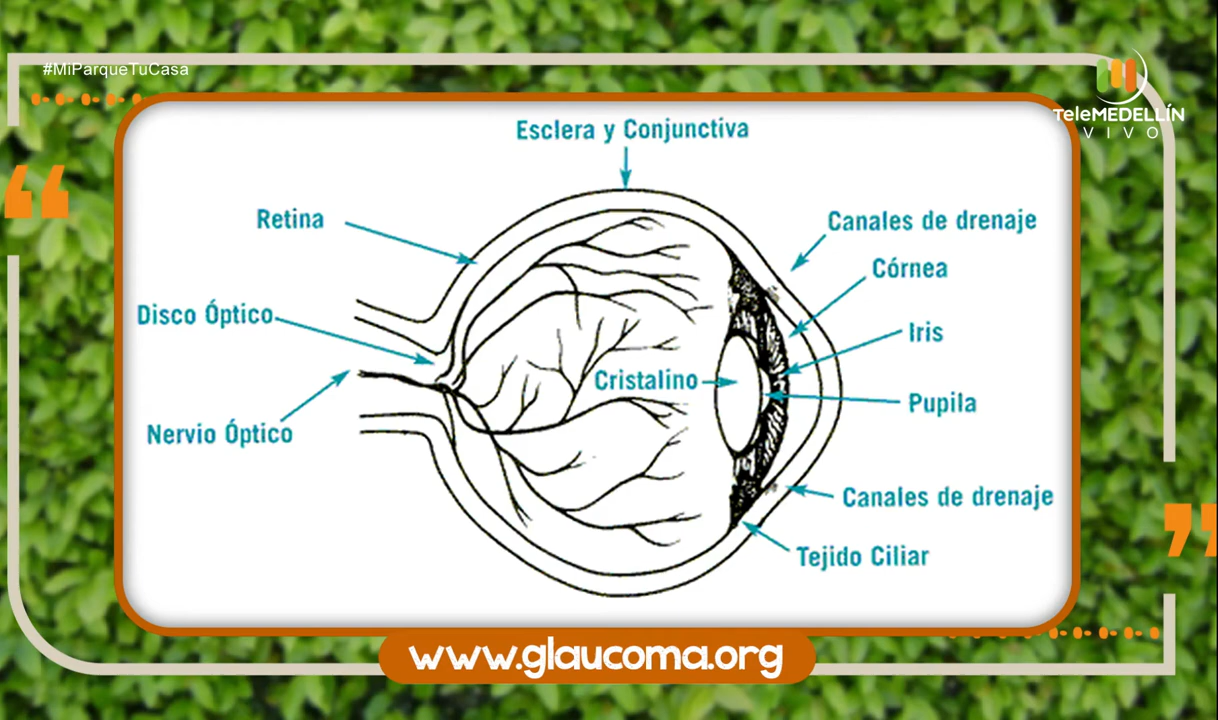 #MiParqueTuCasa
TeleMEDELLÍN
VIVO
Esclera y Conjunctiva
Retina
Canales de drenaje
Córnea
Disco Óptico
Iris
Cristalino
Pupila
Nervio Óptico
Canales de drenaje
Tejido Ciliar
www.glaucoma.org